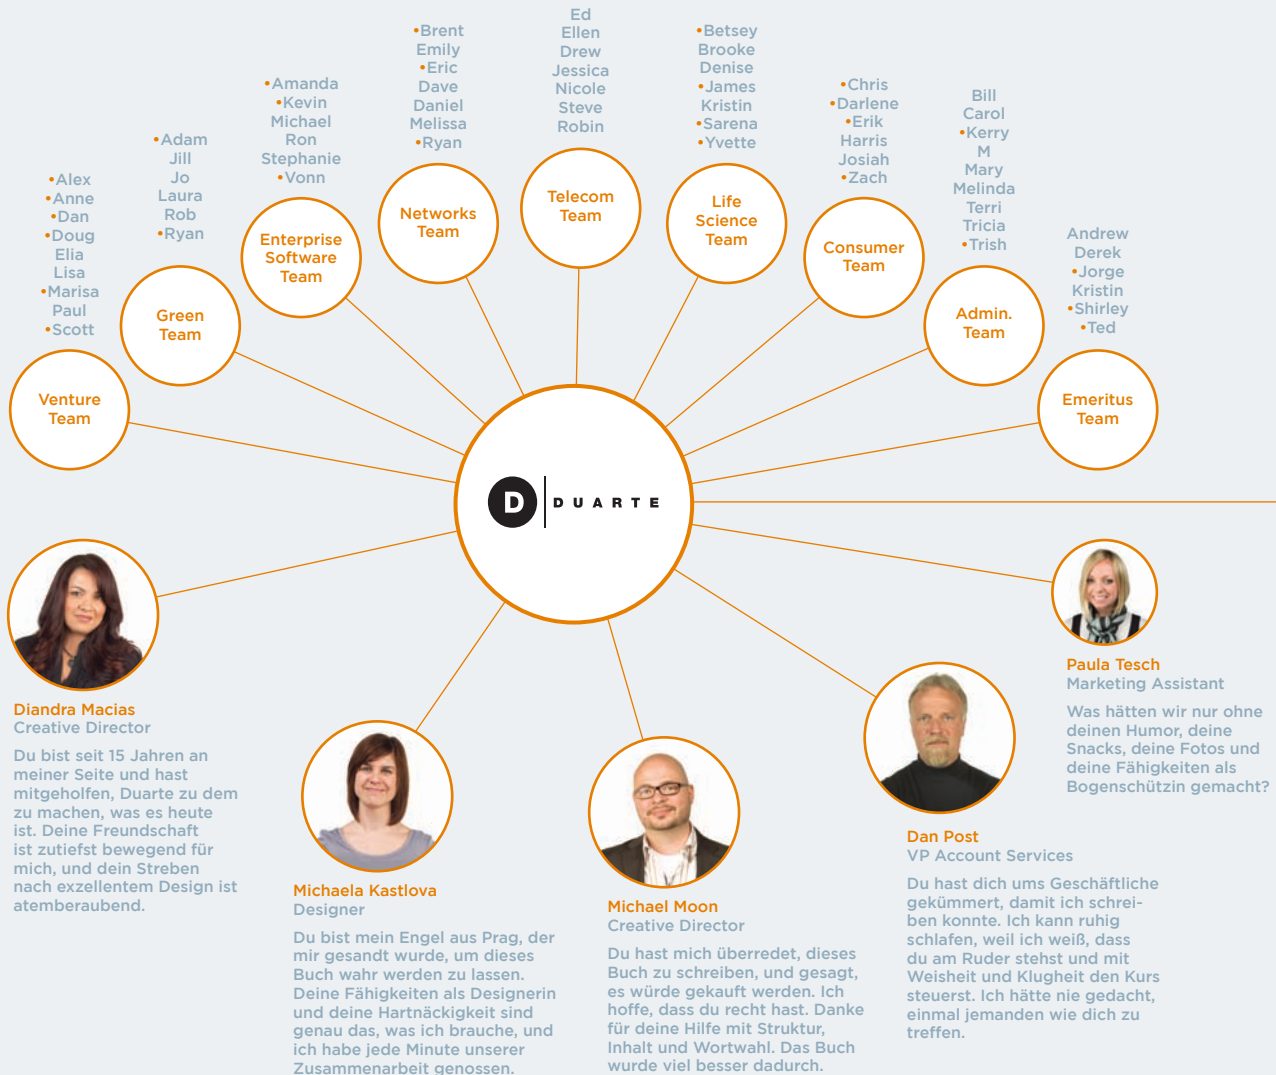 •Alex
•Anne
•Dan
•Doug
Elia
Lisa
•Marisa
Paul
•Scott
Venture
Team
•Adam
Jill
Jo
Laura
Rob
•Ryan
Green
Team
•Amanda
•Kevin
Michael
Ron
Stephanie
•Vonn
Enterprise
Software
Team
•Brent
Emily
•Eric
Dave
Daniel
Melissa
•Ryan
Networks
Team
Ed
Ellen
Drew
Jessica
Nicole
Steve
Robin
Telecom
Team
•Betsey
Brooke
Denise
•James
Kristin
•Sarena
•Yvette
Life
Science
Team
•Chris
•Darlene
•Erik
Harris
Josiah
•Zach
Consumer
Team
Bill
Carol
•Kerry
M
Mary
Melinda
Terri
Tricia
•Trish
Admin.
Team
Andrew
Derek
•Jorge
Kristin
•Shirley
•Ted
Emeritus
Team
D DUARTE
Diandra Macias
Creative Director
Du bist seit 15 Jahren an
meiner Seite und hast
mitgeholfen, Duarte zu dem
zu machen, was es heute
ist. Deine Freundschaft
ist zutiefst bewegend für
mich, und dein Streben
nach exzellentem Design ist
atemberaubend.
Michaela Kastlova
Designer
Du bist mein Engel aus Prag, der
mir gesandt wurde, um dieses
Buch wahr werden zu lassen.
Deine Fähigkeiten als Designerin
und deine Hartnäckigkeit sind
genau das, was ich brauche, und
ich habe jede Minute unserer
Zusammenarbeit genossen.
Michael Moon
Creative Director
Du hast mich überredet, dieses
Buch zu schreiben, und gesagt,
es würde gekauft werden. Ich
hoffe, dass du recht hast. Danke
für deine Hilfe mit Struktur,
Inhalt und Wortwahl. Das Buch
wurde viel besser dadurch.
Dan Post
VP Account Services
Du hast dich ums Geschäftliche
gekümmert, damit ich schrei-
ben konnte. Ich kann ruhig
schlafen, weil ich weiß, dass
du am Ruder stehst und mit
Weisheit und Klugheit den Kurs
steuerst. Ich hätte nie gedacht,
einmal jemanden wie dich zu
treffen.
Paula Tesch
Marketing Assistant
Was hätten wir nur ohne
deinen Humor, deine
Snacks, deine Fotos und
deine Fähigkeiten als
Bogenschützin gemacht?